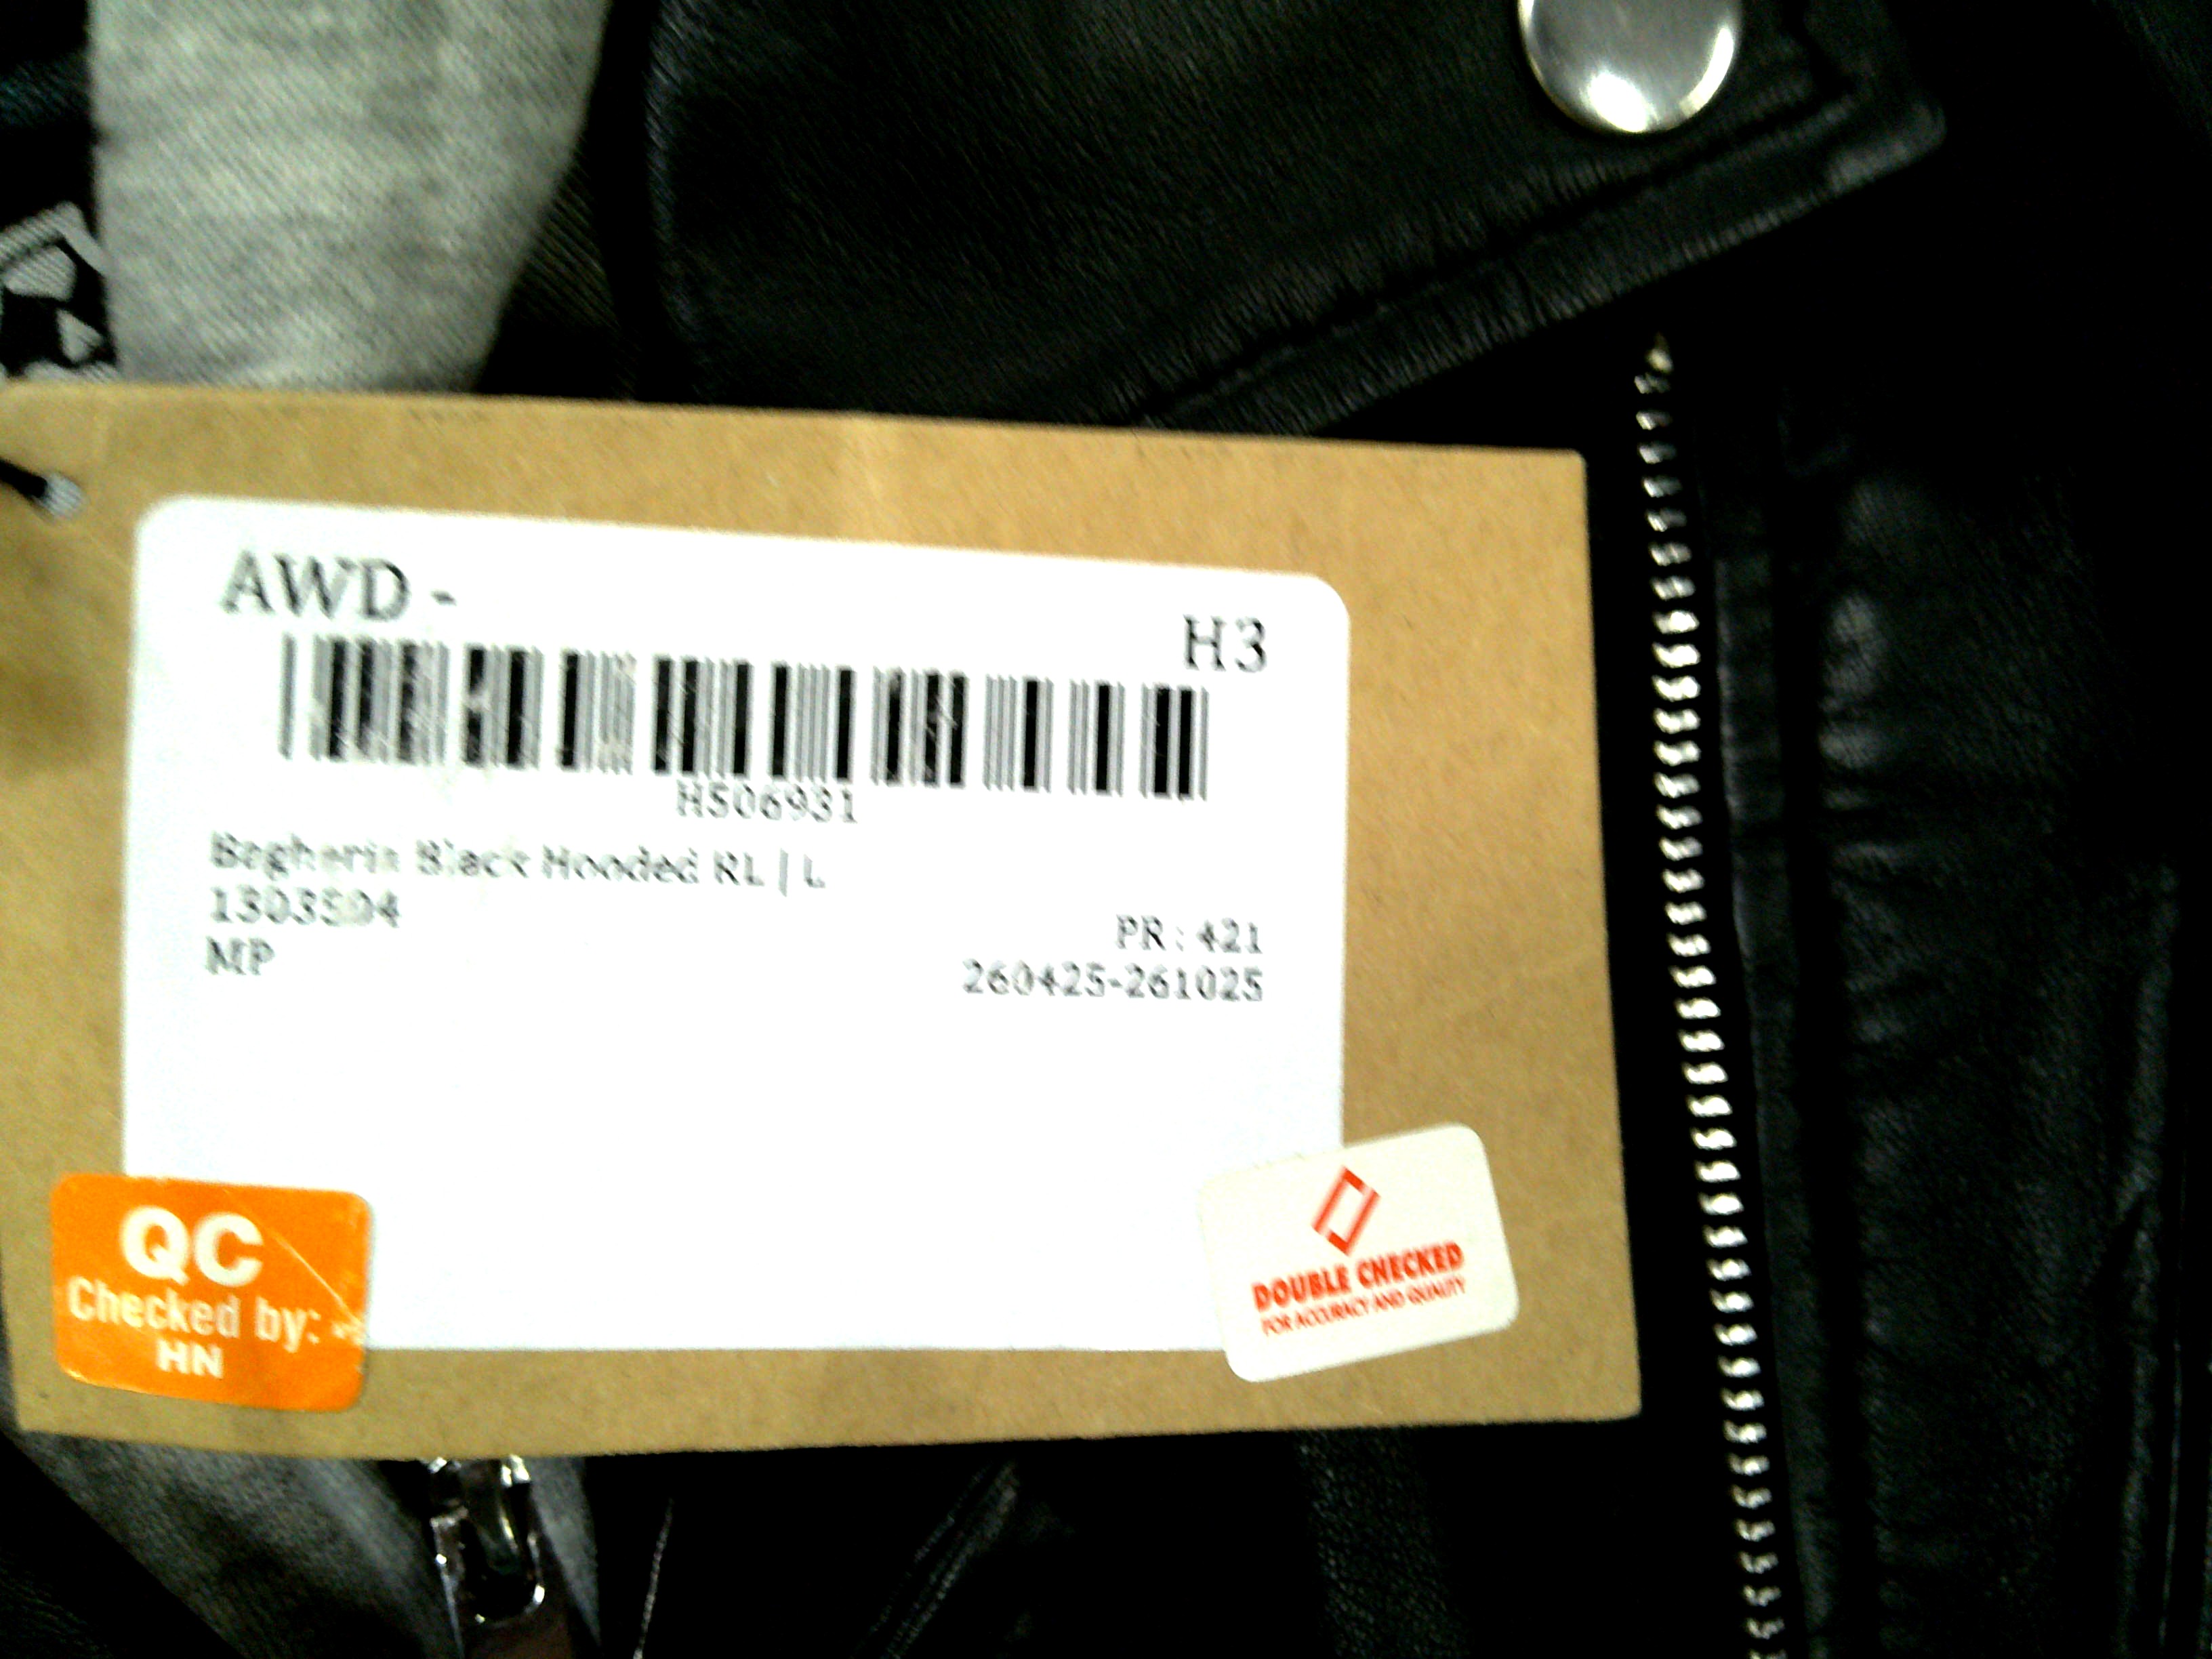 AWD -
H3
H506931
Black Hooded RL | L
1303504
PR : 421
MP
260425-261025
QC
Checked by:
HN
DOUBLE CHECKED
FOR ACCURACY AND QUALITY